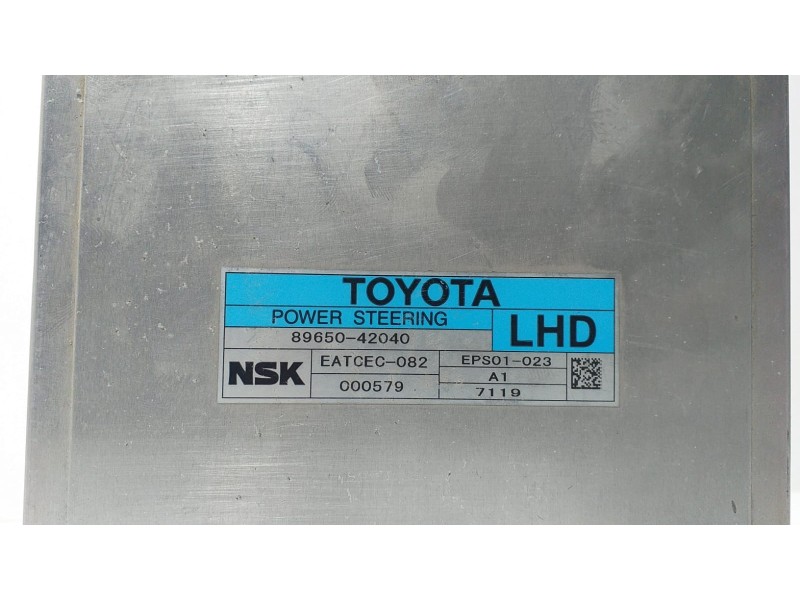 TOYOTA
POWER STEERING
89650-42040
LHD
NSK
EATCEC-082
000579
EPS01-023
A1
7119